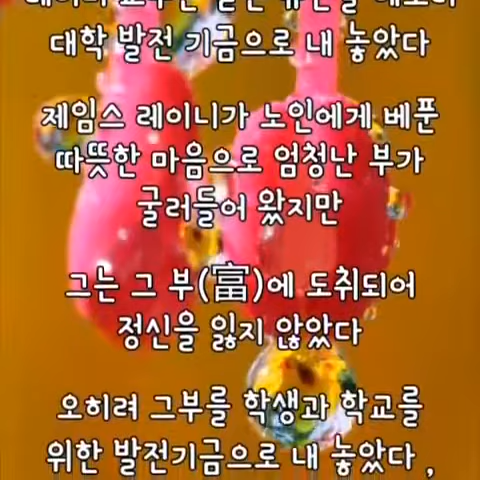 대학 발전 기금으로 내 놓았다
제임스 레이니가 노인에게 베푼
따뜻한 마음으로 엄청난 부가
굴러들어 왔지만
그는 그 부(富)에 도취되어
정신을 잃지 않았다
오히려 그부를 학생과 학교를
위한 발전기금으로 내 놓았다 ,